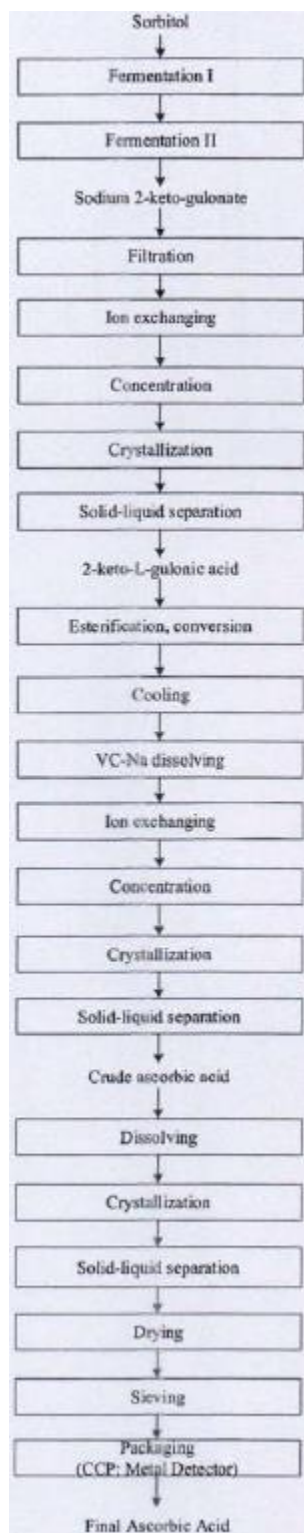 Sorbitol
Fermentation I
Fermentation II
Sodium 2-keto-gulonate
Filtration
Ion exchanging
Concentration
Crystallization
Solid-liquid separation
2-keto-L-gulonic acid
Esterification, conversion
Cooling
VC-Na dissolving
Ion exchanging
Concentration
Crystallization
Solid-liquid separation
Crude ascorbic acid
Dissolving
Crystallization
Solid-liquid separation
Drying
Sieving
Packaging
(CCP: Metal Detector)
Final Ascorbic Acid